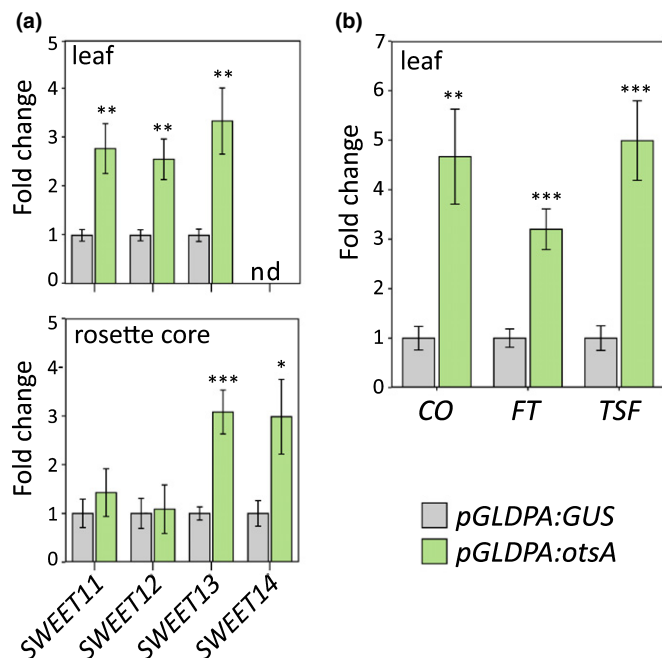 (a)
5
leaf
4
**
**
**
3
2
1
0
nd
Fold change
5
rosette core
4
***
*
3
2
1
0
Fold change
SWEET11
SWEET12
SWEET13
SWEET14
(b)
7
leaf
6
**
***
***
5
4
3
2
1
0
Fold change
CO
FT
TSF
pGLDPA:GUS
pGLDPA:otsA